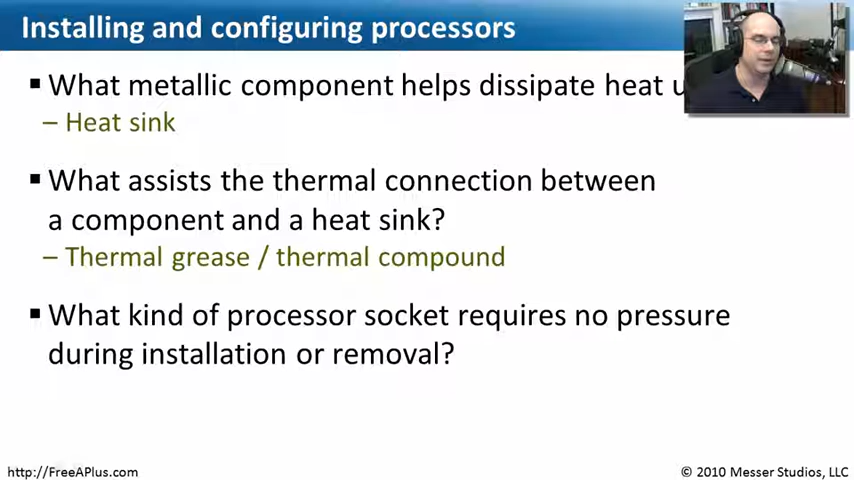 Installing and configuring processors
▪ What metallic component helps dissipate heat
– Heat sink
▪ What assists the thermal connection between
a component and a heat sink?
– Thermal grease / thermal compound
▪ What kind of processor socket requires no pressure
during installation or removal?
http://FreeAPlus.com
© 2010 Messer Studios, LLC